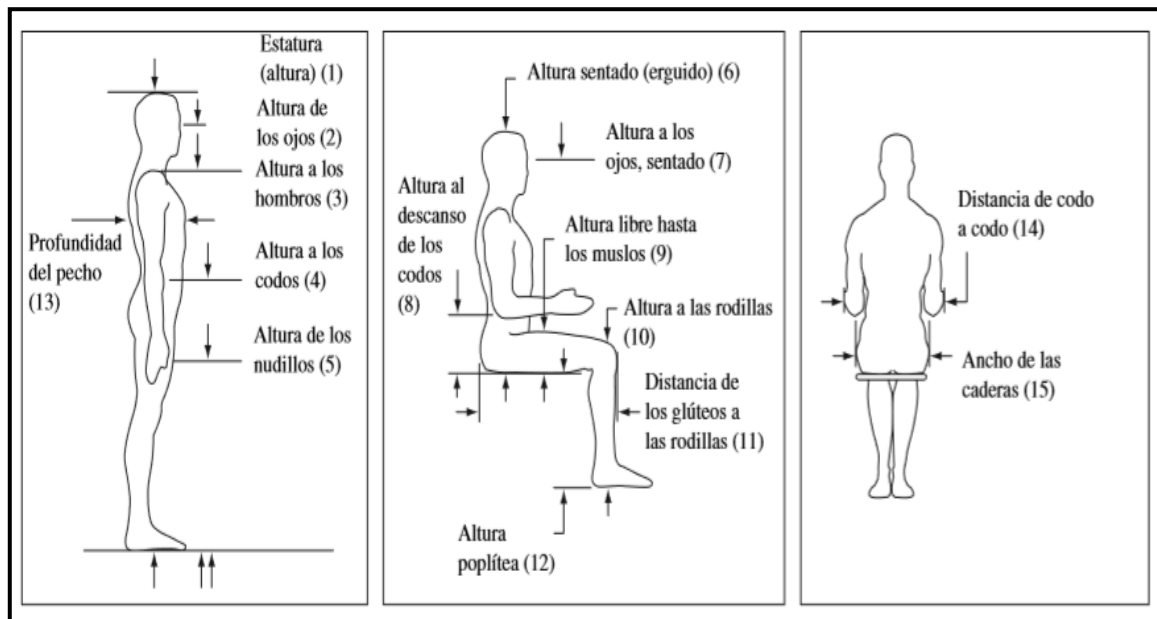 Estatura
(altura) (1)
Altura de
los ojos (2)
Altura a los
hombros (3)
Profundidad
del pecho
(13)
Altura a los
codos (4)
Altura de los
nudillos (5)
Altura sentado (erguido) (6)
Altura a los
ojos, sentado (7)
Altura al
descanso
de los
codos
(8)
Altura libre hasta
los muslos (9)
Altura a las rodillas
(10)
Distancia de
los glúteos a
las rodillas (11)
Altura
poplítea (12)
Distancia de codo
a codo (14)
Ancho de las
caderas (15)